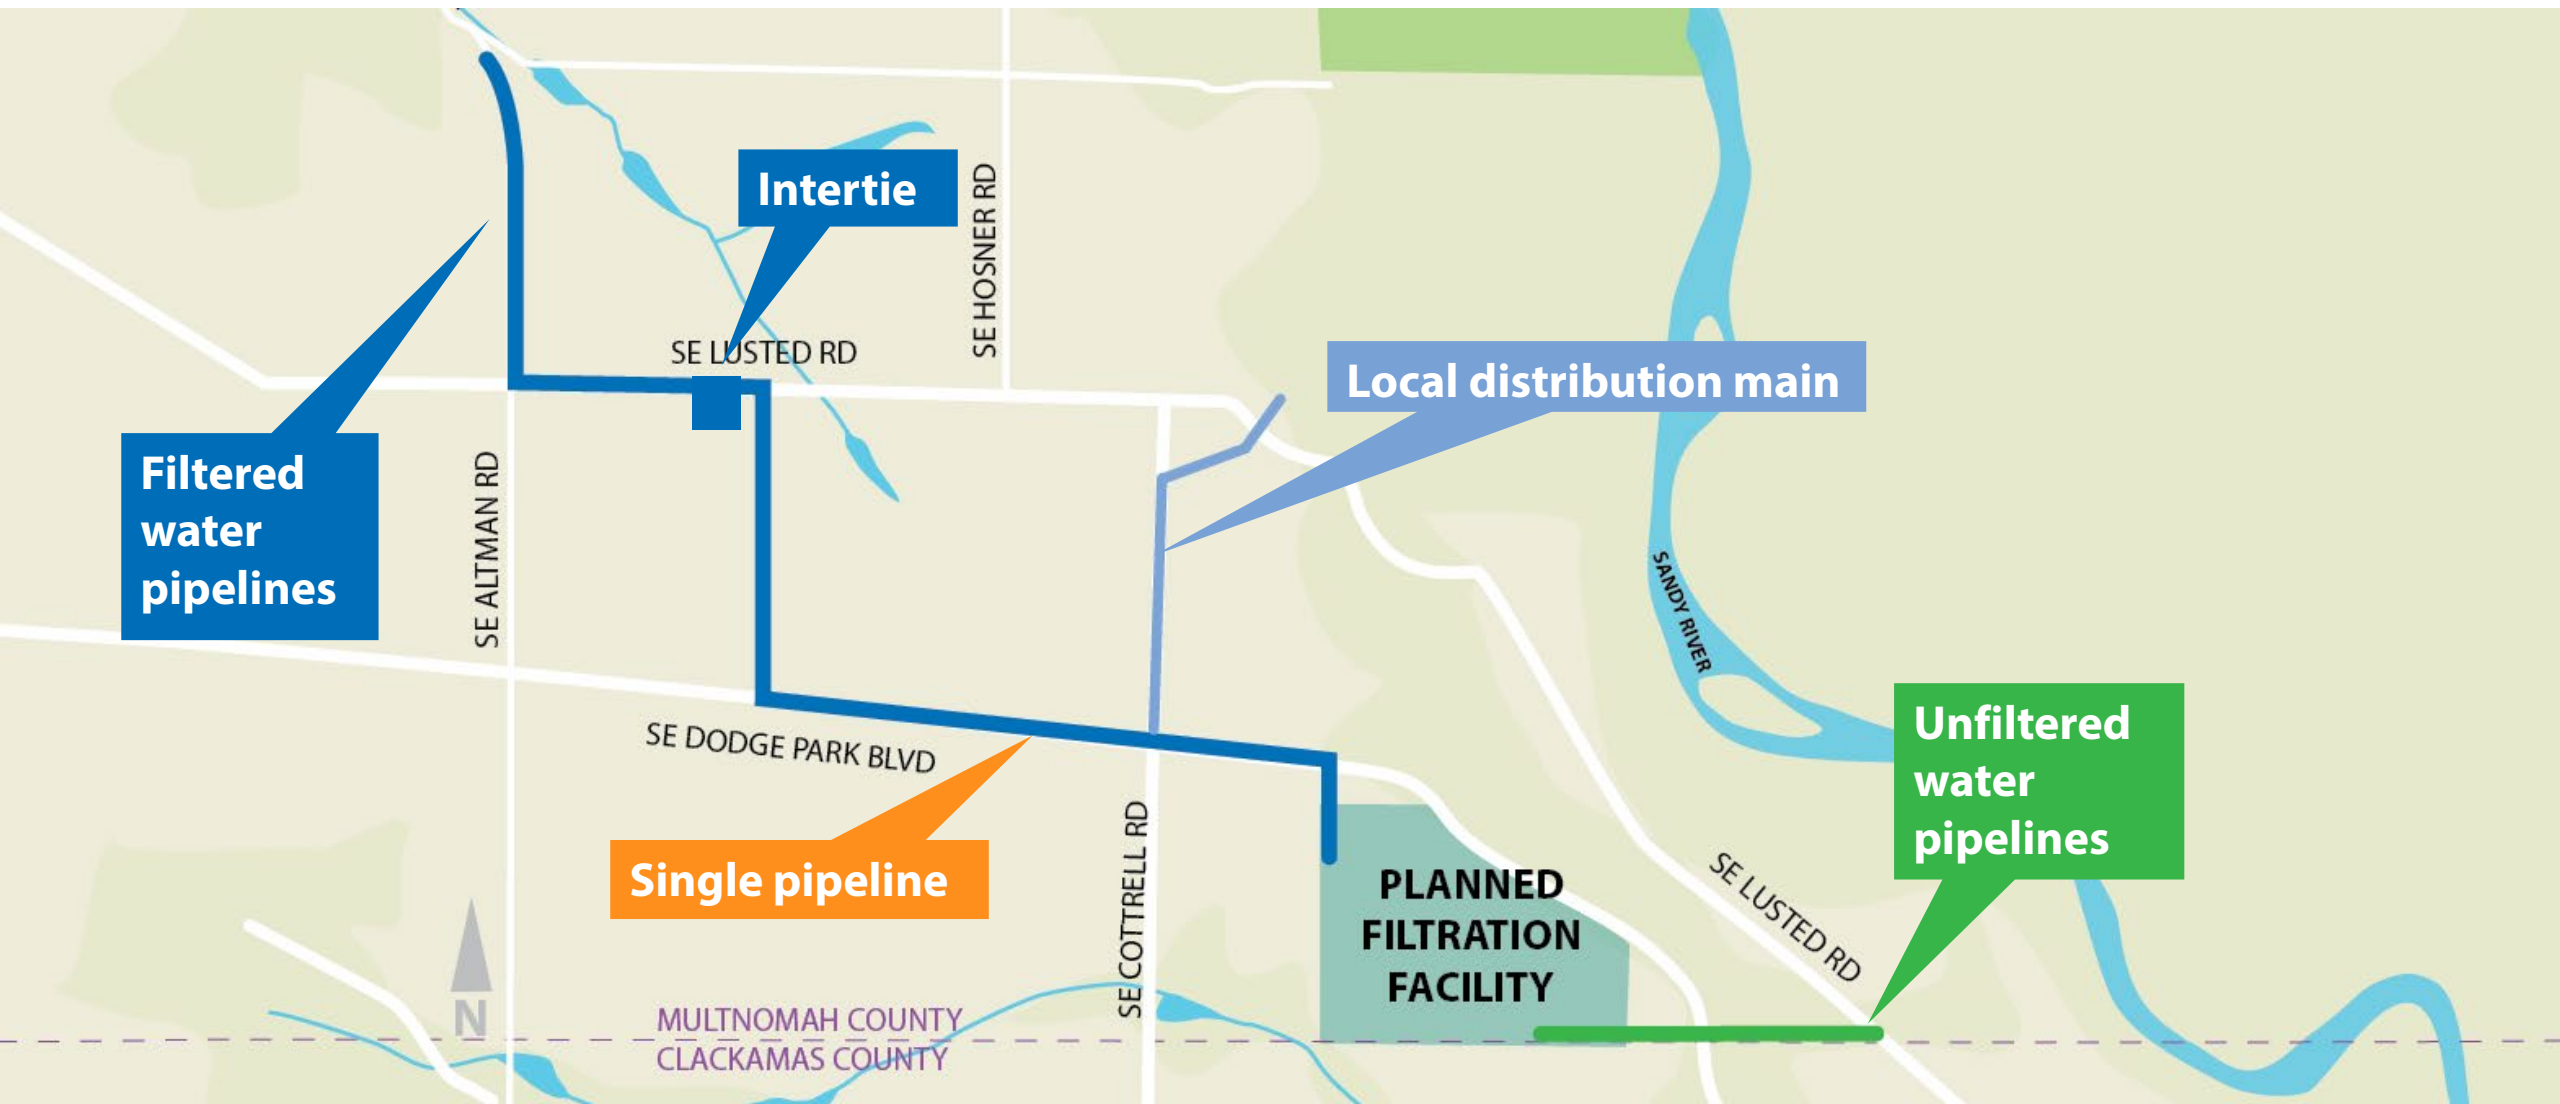 Intertie
SE HOSNER RD
SE LUSTED RD
Local distribution main
Filtered
water
pipelines
SE ALTMAN RD
SANDY RIVER
SE DODGE PARK BLVD
Unfiltered
water
pipelines
Single pipeline
SE COTTRELL RD
PLANNED
FILTRATION
FACILITY
SE LUSTED RD
N
MULTNOMAH COUNTY
CLACKAMAS COUNTY